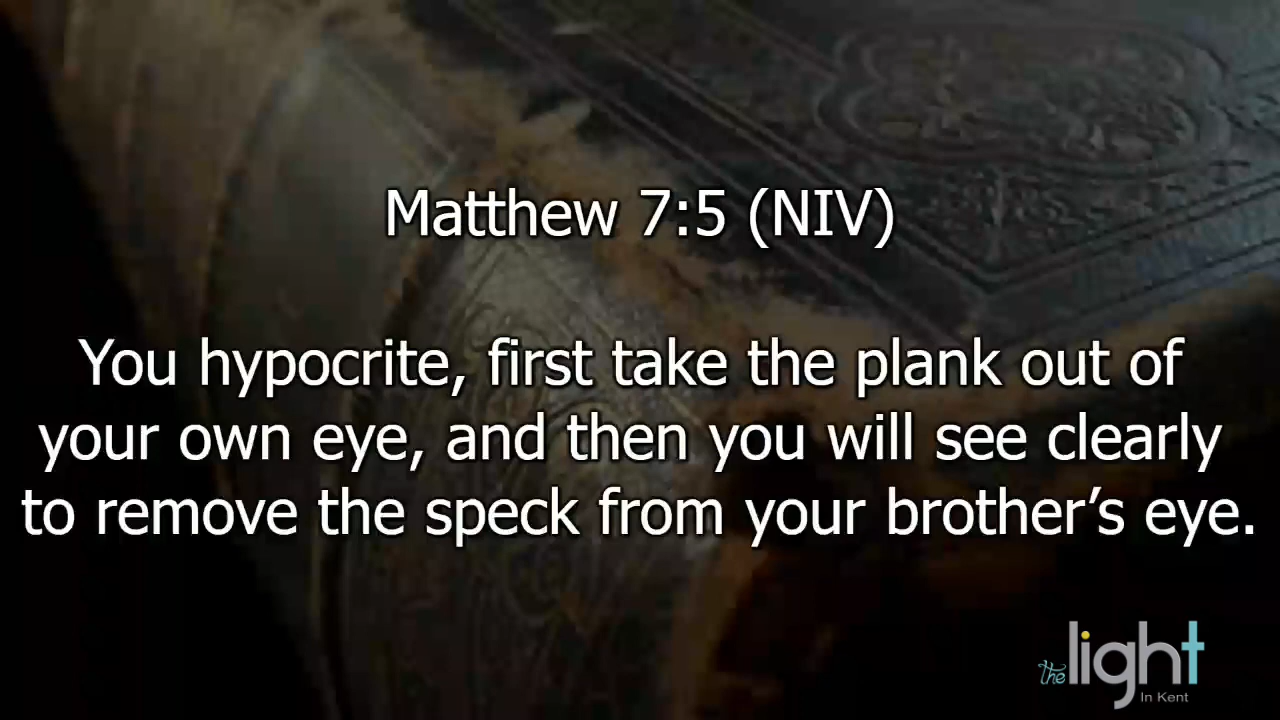 Matthew 7:5 (NIV)
You hypocrite, first take the plank out of
your own eye, and then you will see clearly
to remove the speck from your brother’s eye.
the light
In Kent